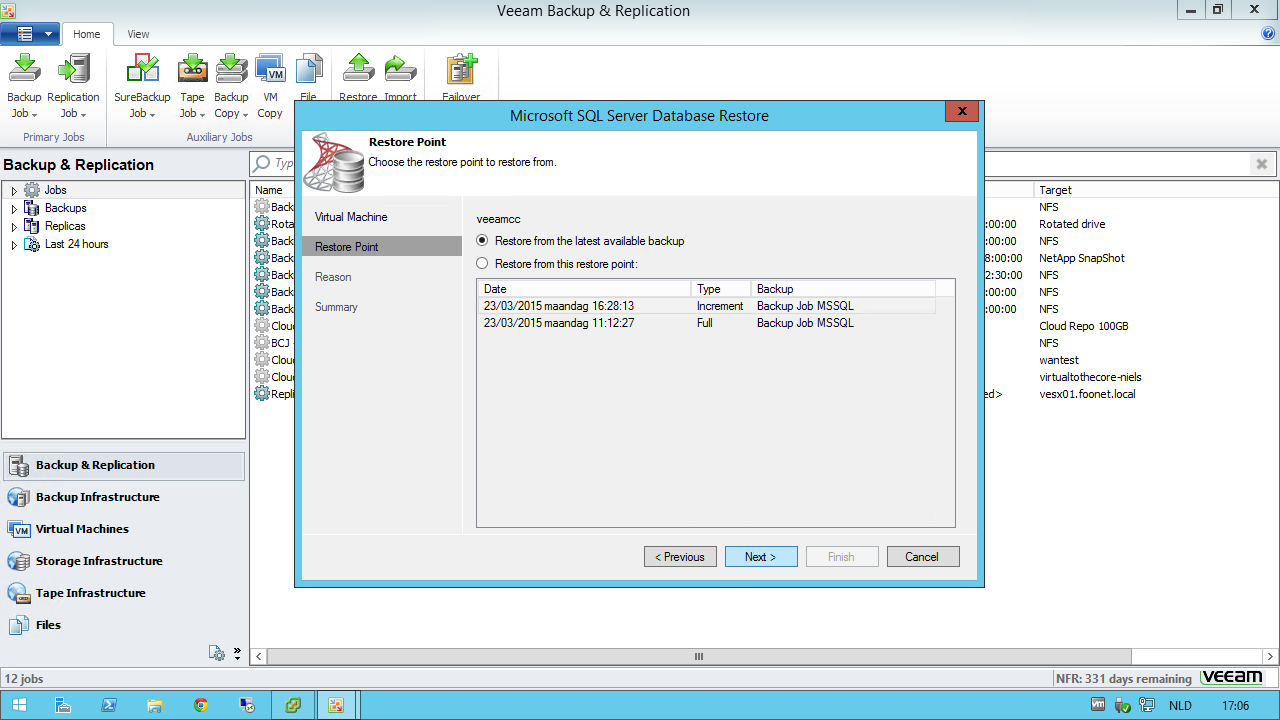 Veeam Backup & Replication
Home View
Backup Job
Replication Job
SureBackup Job
Tape Job
Backup Copy
VM Copy
File
Restore
Import
Failover
Primary Jobs
Auxiliary Jobs
Backup & Replication
Typ
Jobs
Backups
Replicas
Last 24 hours
Name
Target
Back NFS
Rota 00:00 Rotated drive
Back :00:00 NFS
Back 8:00:00 NetApp SnapShot
Back 2:30:00 NFS
Back :00:00 NFS
Back :00:00 NFS
Cloud Cloud Repo 100GB
BCJ NFS
Cloud wantest
Cloud virtualtothecore-niels
Repli ed> vesx01.foonet.local
Microsoft SQL Server Database Restore
Restore Point
Choose the restore point to restore from.
Virtual Machine
Restore Point
Reason
Summary
veeamcc
Restore from the latest available backup
Restore from this restore point:
Date Type Backup
23/03/2015 maandag 16:28:13 Increment Backup Job MSSQL
23/03/2015 maandag 11:12:27 Full Backup Job MSSQL
< Previous Next > Finish Cancel
Backup & Replication
Backup Infrastructure
Virtual Machines
Storage Infrastructure
Tape Infrastructure
Files
12 jobs
NFR: 331 days remaining veeam
NLD 17:06